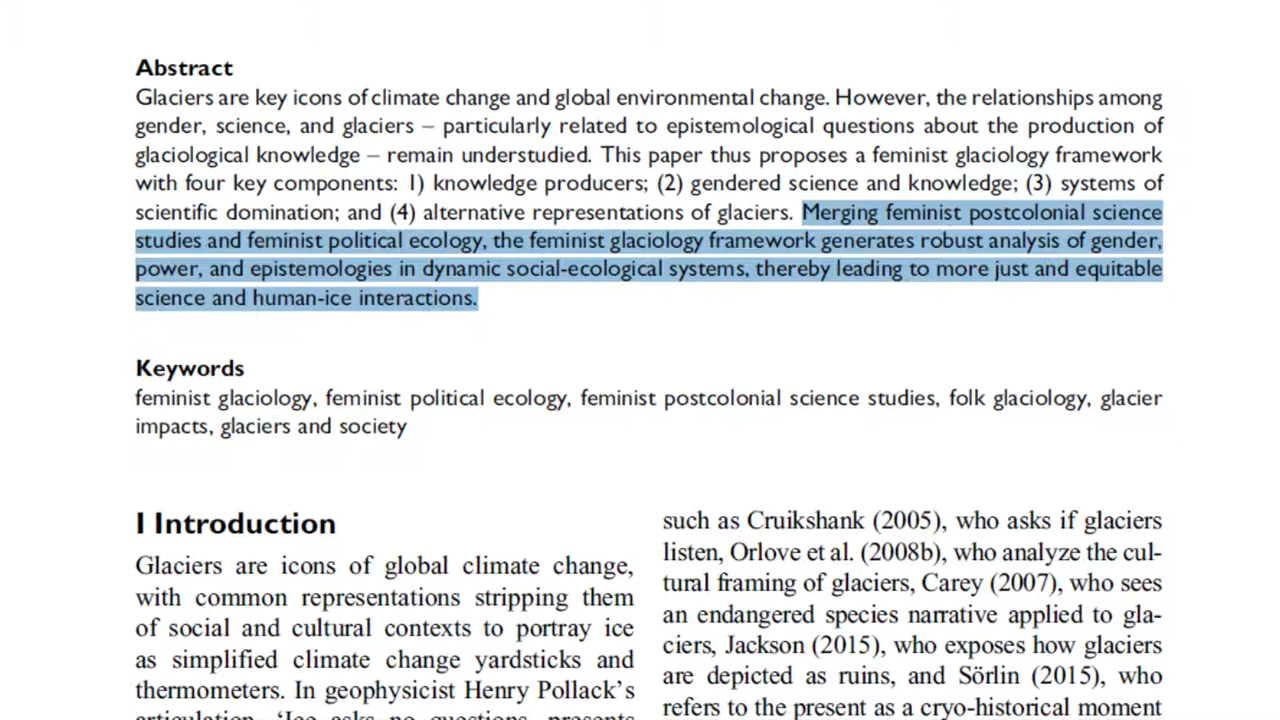 Abstract
Glaciers are key icons of climate change and global environmental change. However, the relationships among
gender, science, and glaciers – particularly related to epistemological questions about the production of
glaciological knowledge – remain understudied. This paper thus proposes a feminist glaciology framework
with four key components: 1) knowledge producers; (2) gendered science and knowledge; (3) systems of
scientific domination; and (4) alternative representations of glaciers. Merging feminist postcolonial science
studies and feminist political ecology, the feminist glaciology framework generates robust analysis of gender,
power, and epistemologies in dynamic social-ecological systems, thereby leading to more just and equitable
science and human-ice interactions.
Keywords
feminist glaciology, feminist political ecology, feminist postcolonial science studies, folk glaciology, glacier
impacts, glaciers and society
I Introduction
Glaciers are icons of global climate change,
with common representations stripping them
of social and cultural contexts to portray ice
as simplified climate change yardsticks and
thermometers. In geophysicist Henry Pollack's
articulation, 'Ice asks no questions, presents
such as Cruikshank (2005), who asks if glaciers
listen, Orlove et al. (2008b), who analyze the cul-
tural framing of glaciers, Carey (2007), who sees
an endangered species narrative applied to gla-
ciers, Jackson (2015), who exposes how glaciers
are depicted as ruins, and Sörlin (2015), who
refers to the present as a cryo-historical moment